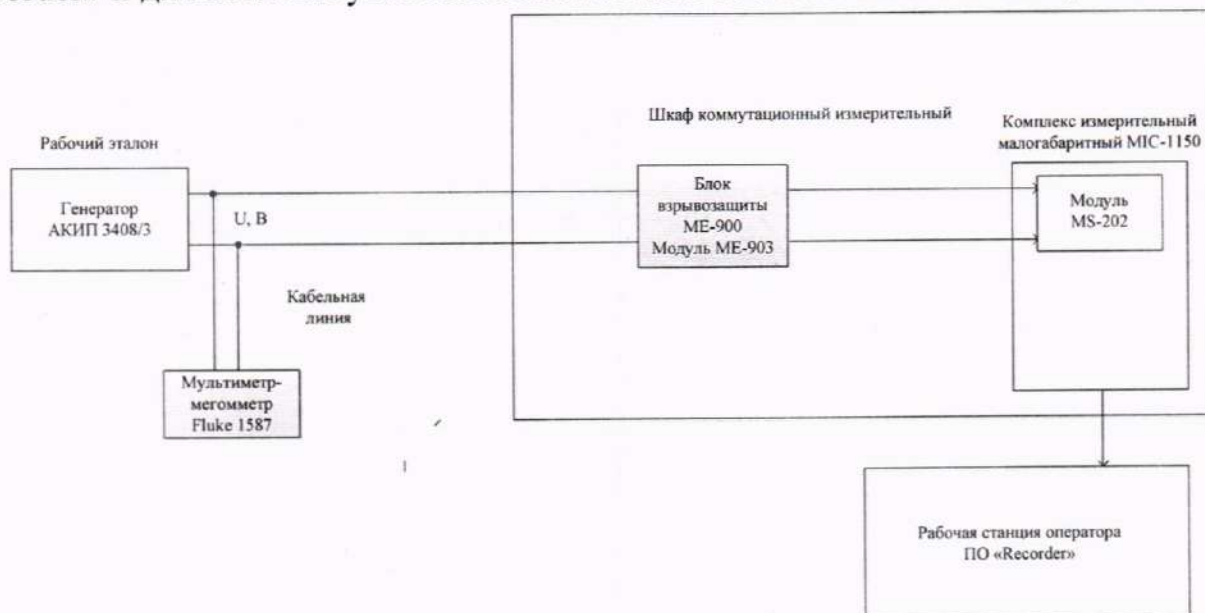 Шкаф коммутационный измерительный
Комплекс измерительный
малогабаритный MIC-1150
Рабочий эталон
Генератор
АКИП 3408/3
U, В
Блок
взрывозащиты
МЕ-900
Модуль МЕ-903
Модуль
MS-202
Кабельная
линия
Мультиметр-
мегомметр
Fluke 1587
Рабочая станция оператора
ПО «Recorder»